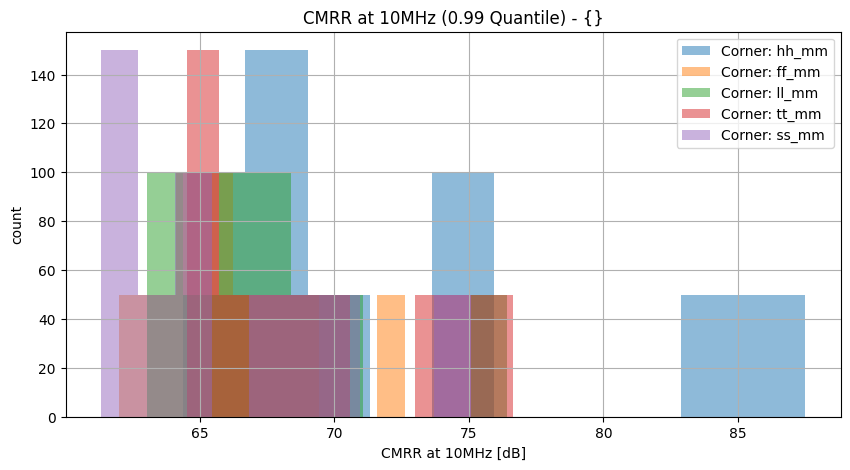 CMRR at 10MHz (0.99 Quantile) - {}
Corner: hh_mm
Corner: ff_mm
Corner: ll_mm
Corner: tt_mm
Corner: ss_mm
140
120
100
80
60
40
20
0
count
65 70 75 80 85
CMRR at 10MHz [dB]